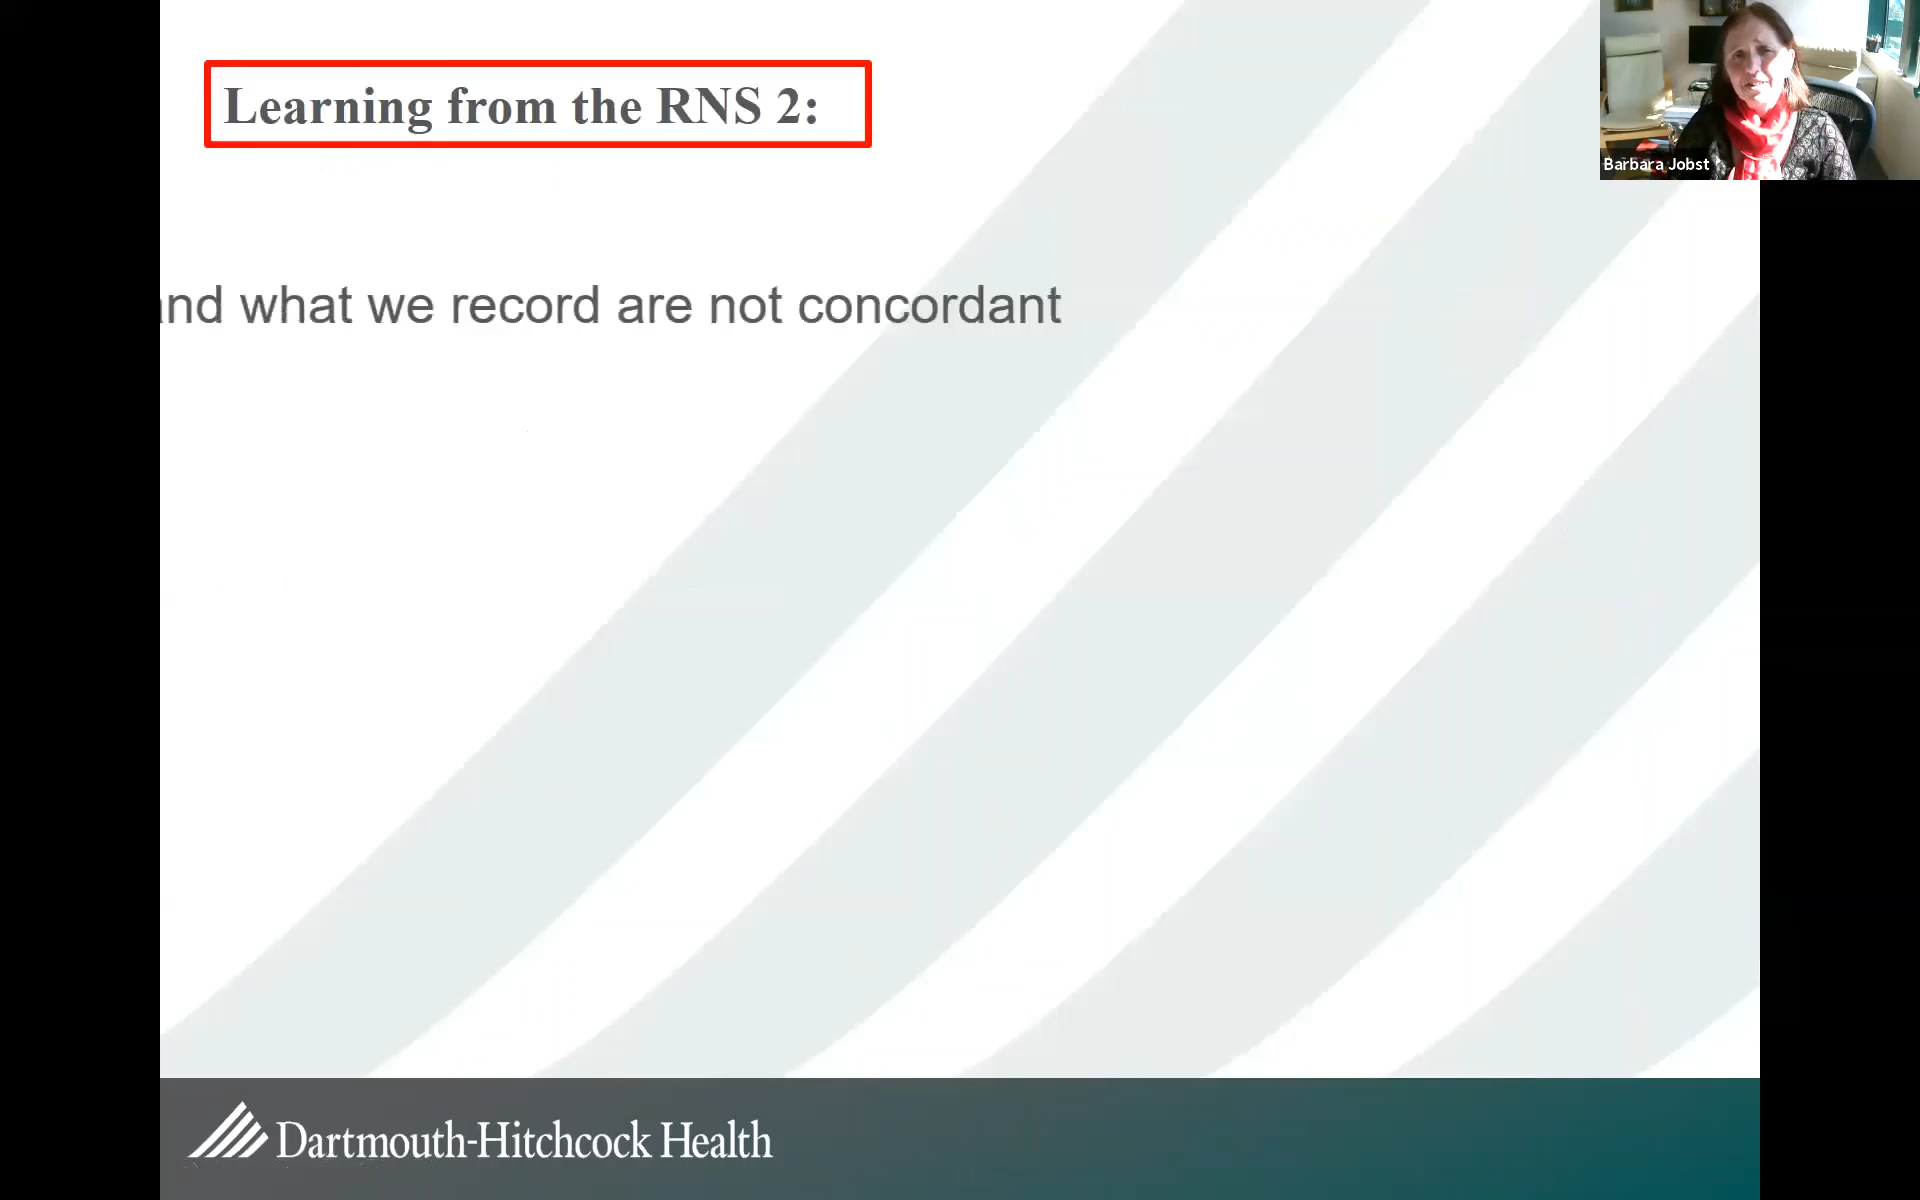 Learning from the RNS 2:
Barbara Jobst
nd what we record are not concordant
Dartmouth-Hitchcock Health